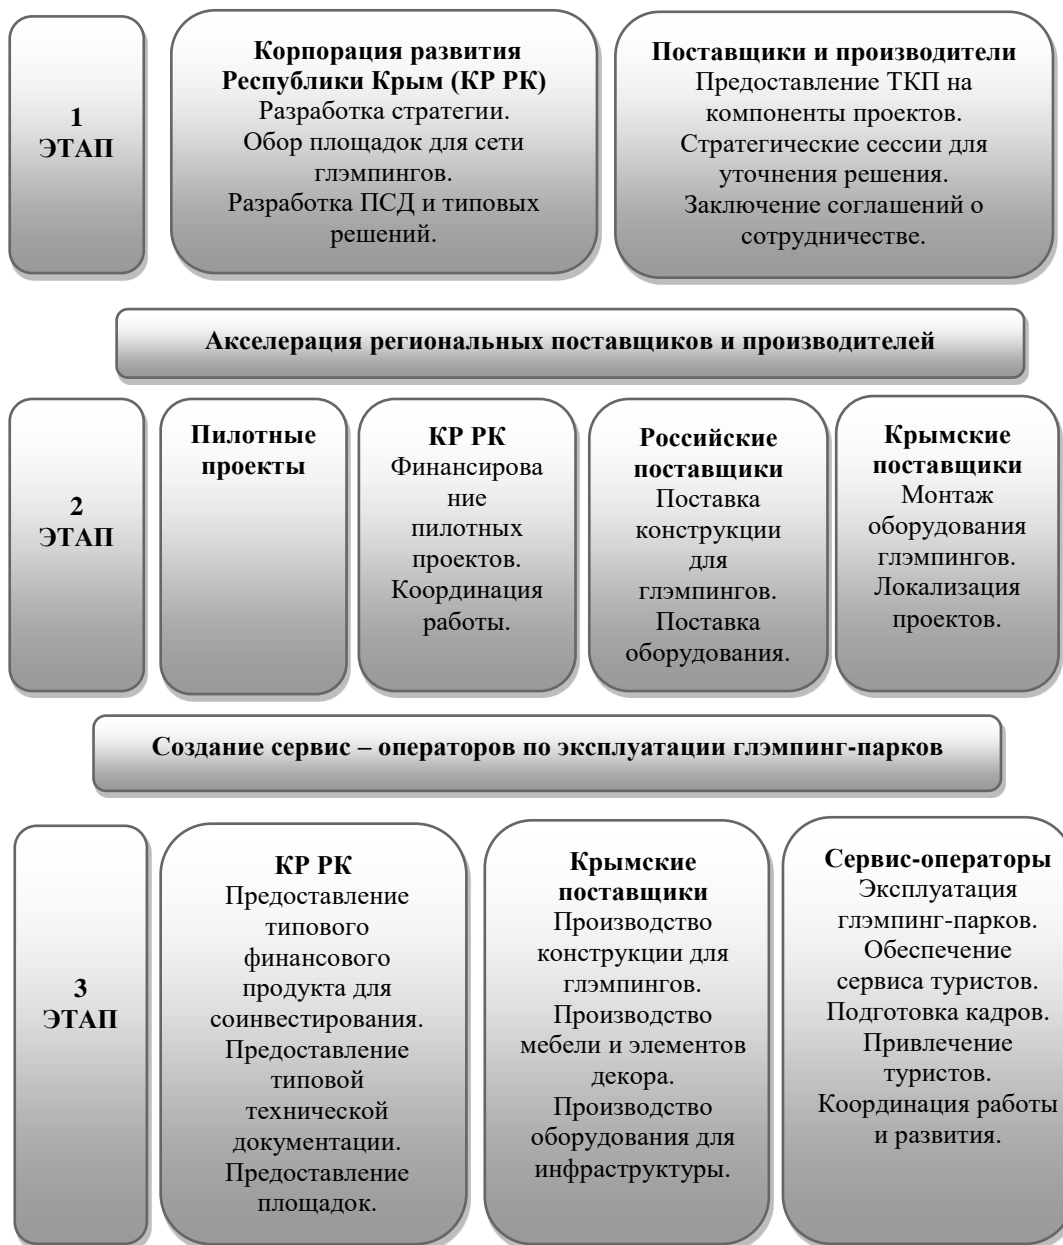 1
ЭТАП
Корпорация развития
Республики Крым (КР РК)
Разработка стратегии.
Обор площадок для сети
глэмпингов.
Разработка ПСД и типовых
решений.
Поставщики и производители
Предоставление ТКП на
компоненты проектов.
Стратегические сессии для
уточнения решения.
Заключение соглашений о
сотрудничестве.
Акселерация региональных поставщиков и производителей
2
ЭТАП
Пилотные
проекты
КР РК
Финансирова
ние
пилотных
проектов.
Координация
работы.
Российские
поставщики
Поставка
конструкции
для
глэмпингов.
Поставка
оборудования.
Крымские
поставщики
Монтаж
оборудования
глэмпингов.
Локализация
проектов.
Создание сервис – операторов по эксплуатации глэмпинг-парков
3
ЭТАП
КР РК
Предоставление
типового
финансового
продукта для
соинвестирования.
Предоставление
типовой
технической
документации.
Предоставление
площадок.
Крымские
поставщики
Производство
конструкции для
глэмпингов.
Производство
мебели и элементов
декора.
Производство
оборудования для
инфраструктуры.
Сервис-операторы
Эксплуатация
глэмпинг-парков.
Обеспечение
сервиса туристов.
Подготовка кадров.
Привлечение
туристов.
Координация работы
и развития.